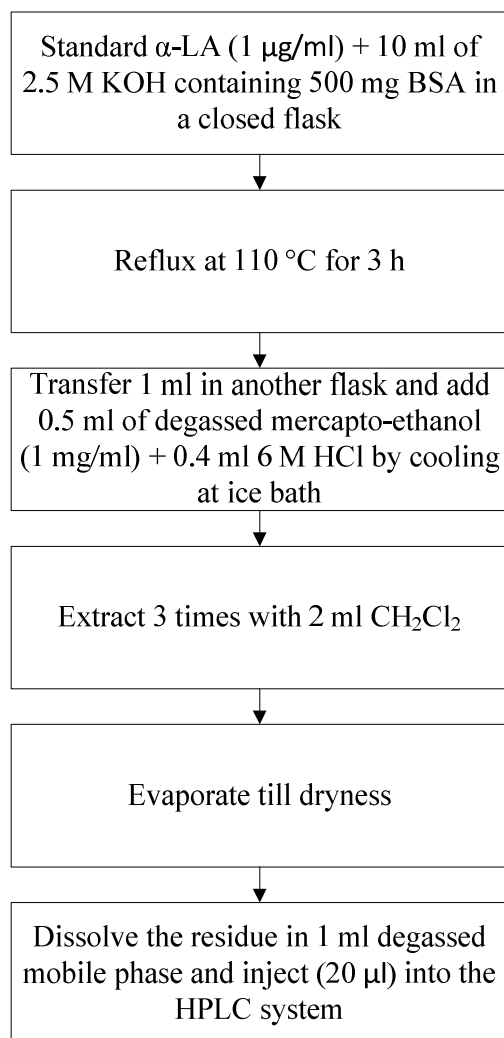 Standard α-LA (1 µg/ml) + 10 ml of
2.5 M KOH containing 500 mg BSA in
a closed flask
Reflux at 110 °C for 3 h
Transfer 1 ml in another flask and add
0.5 ml of degassed mercapto-ethanol
(1 mg/ml) + 0.4 ml 6 M HCl by cooling
at ice bath
Extract 3 times with 2 ml CH₂Cl₂
Evaporate till dryness
Dissolve the residue in 1 ml degassed
mobile phase and inject (20 µl) into the
HPLC system